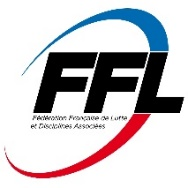 FFL
Fédération Française de Lutte
et Disciplines Associées